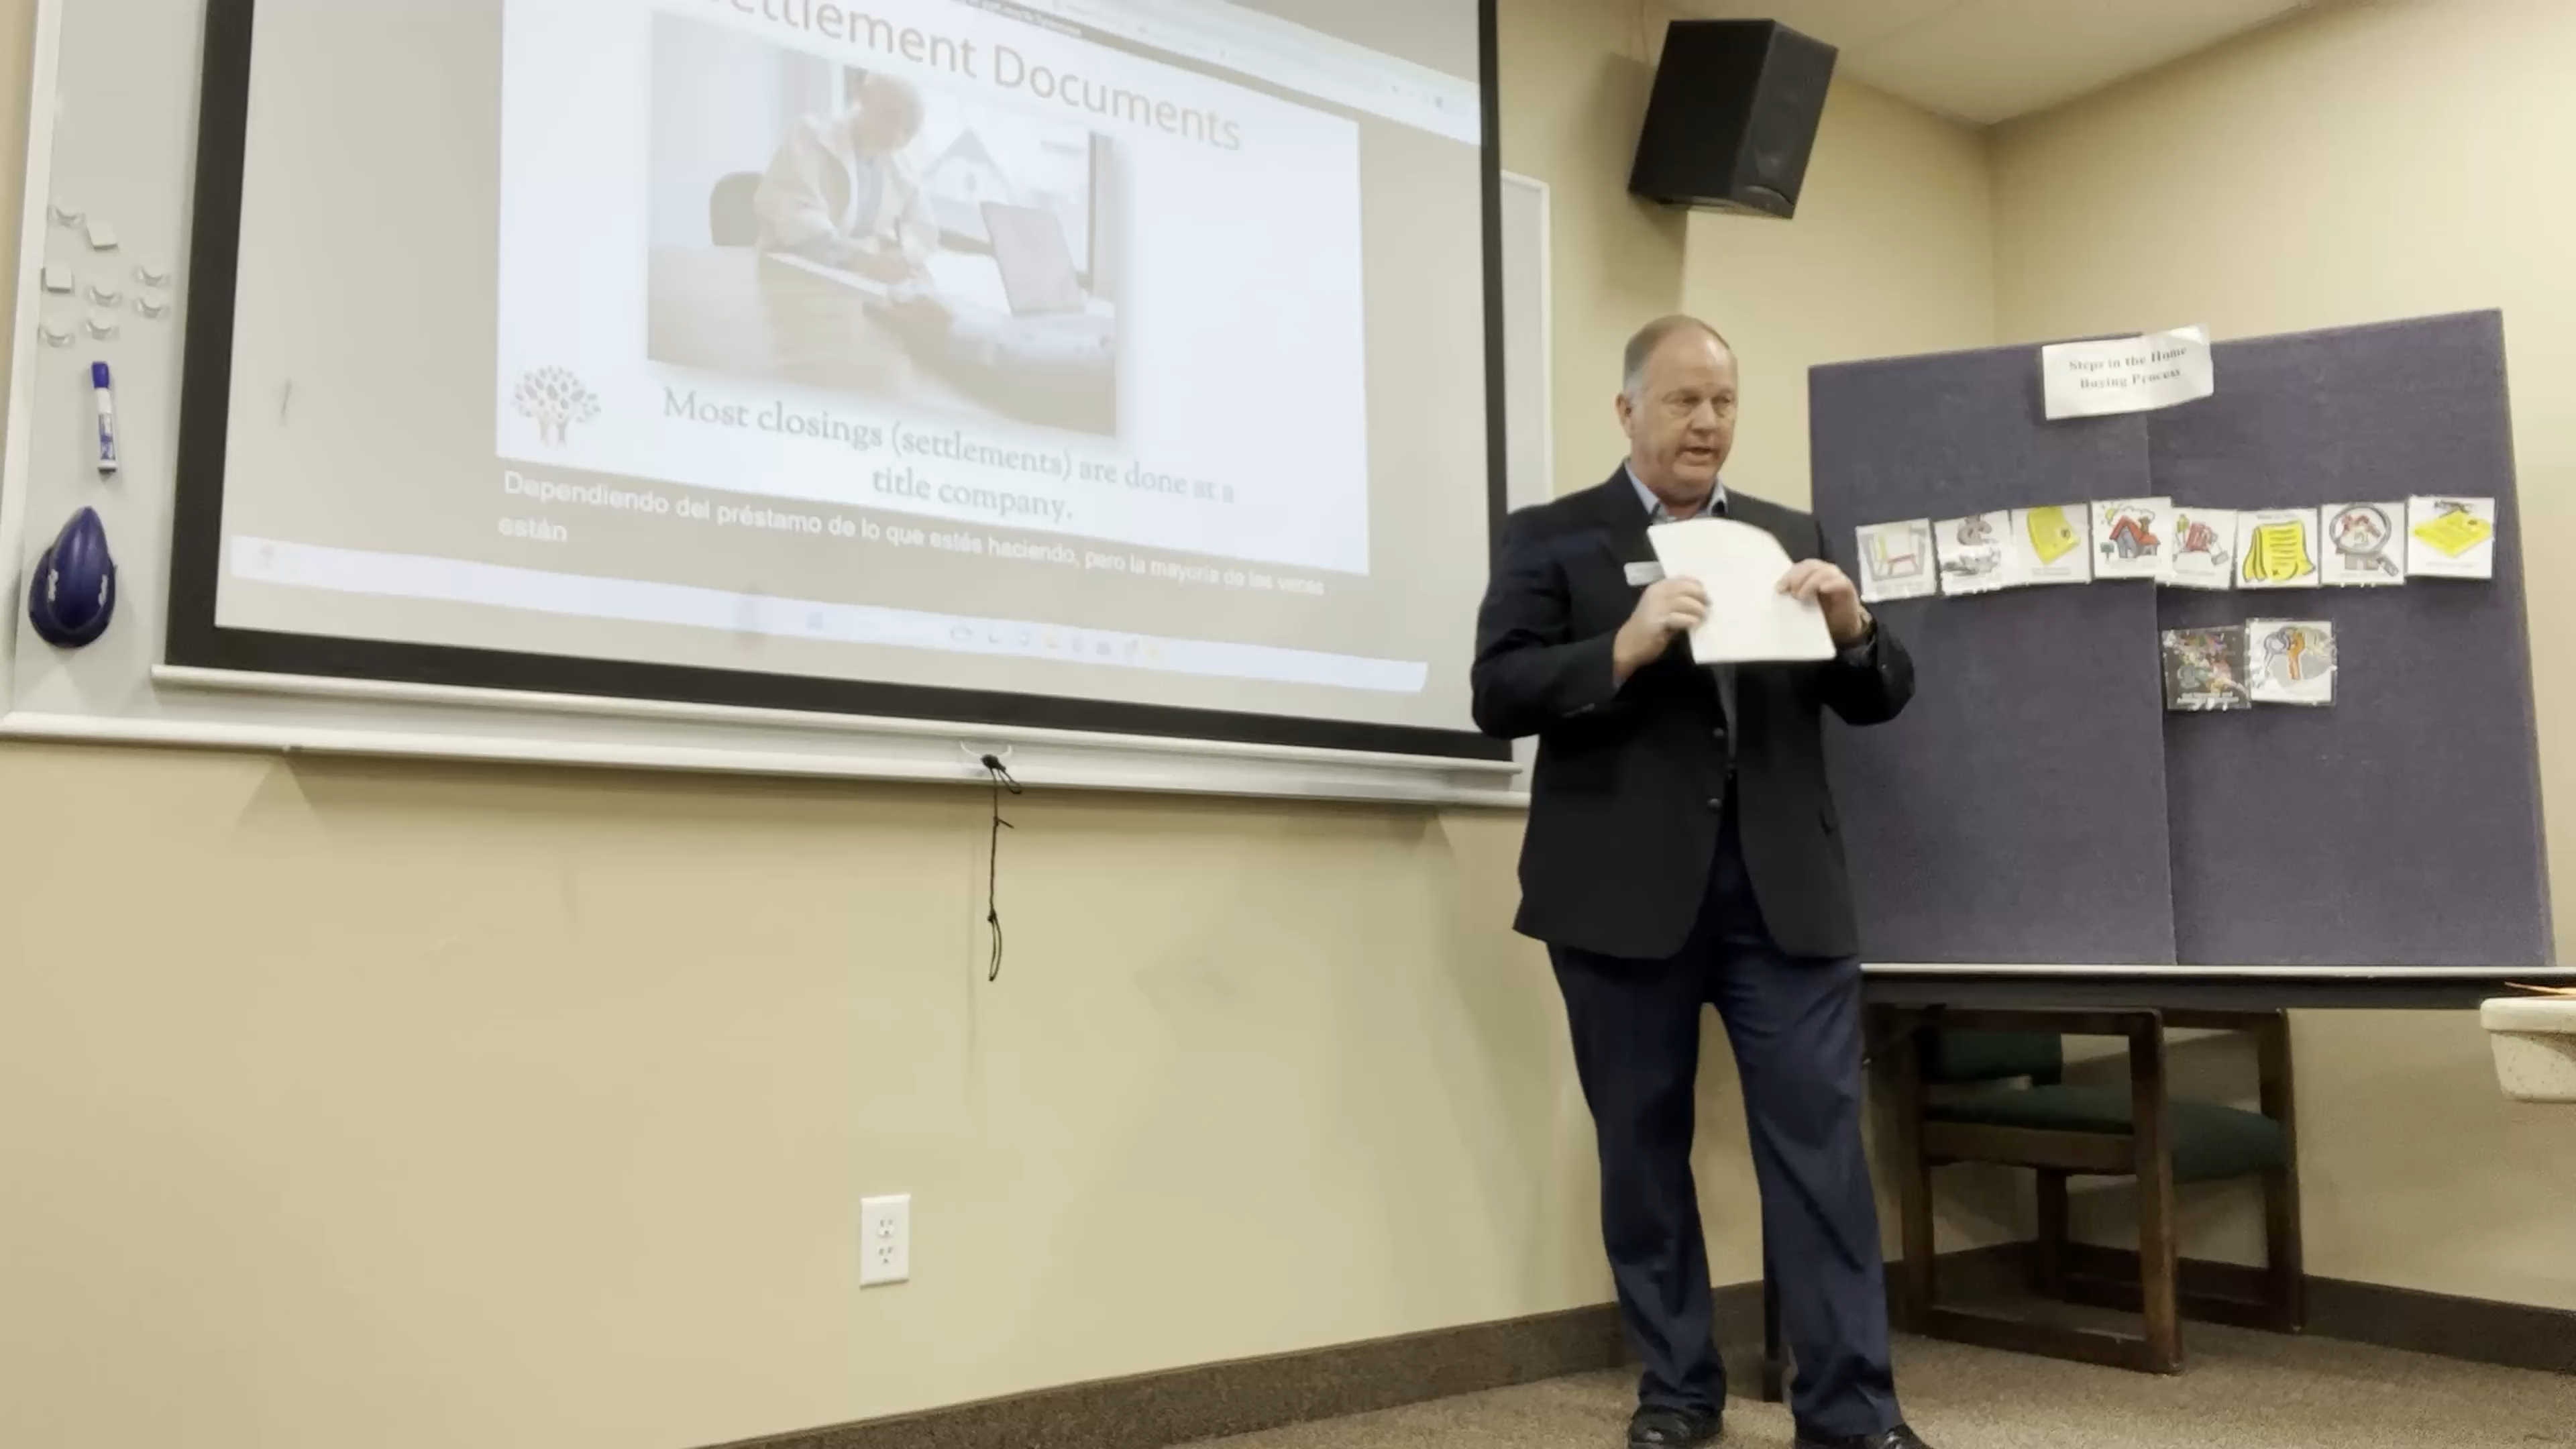 ettlement Documents
Most closings (settlements) are done at a
title company.
Dependiendo del préstamo de lo que estés haciendo, pero la mayoría de las veces
están
Steps in the Home
Buying Process